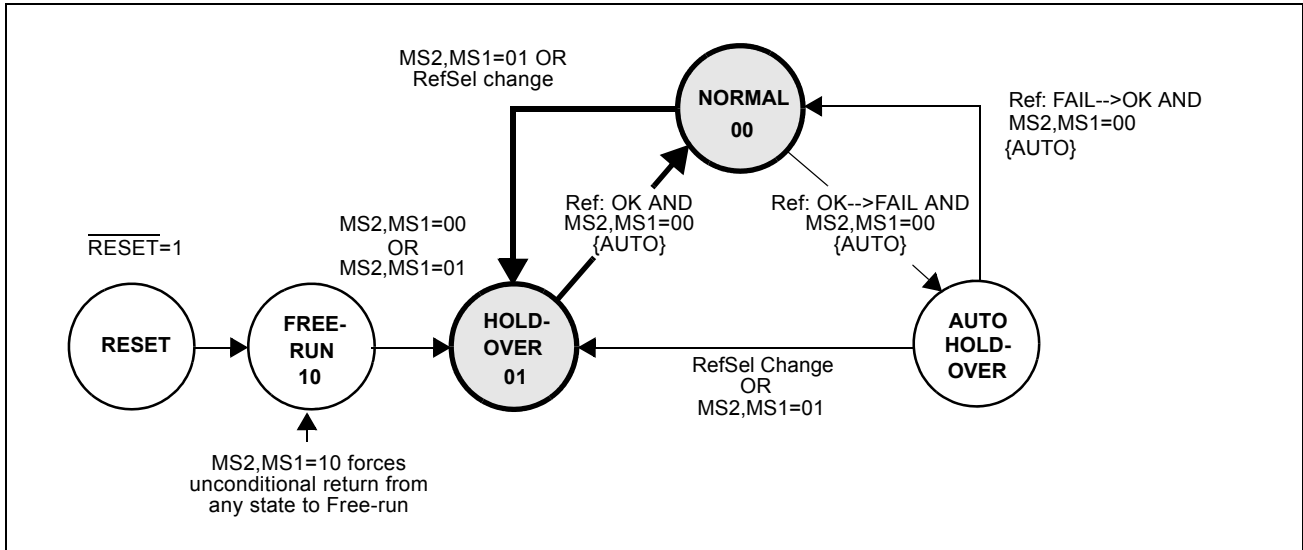 MS2,MS1=01 OR
RefSel change
NORMAL
00
Ref: FAIL-->OK AND
MS2,MS1=00
{AUTO}
Ref: OK AND
MS2,MS1=00
{AUTO}
Ref: OK-->FAIL AND
MS2,MS1=00
{AUTO}
RESET=1
MS2,MS1=00
OR
MS2,MS1=01
RESET
FREE-
RUN
10
HOLD-
OVER
01
AUTO
HOLD-
OVER
RefSel Change
OR
MS2,MS1=01
MS2,MS1=10 forces
unconditional return from
any state to Free-run